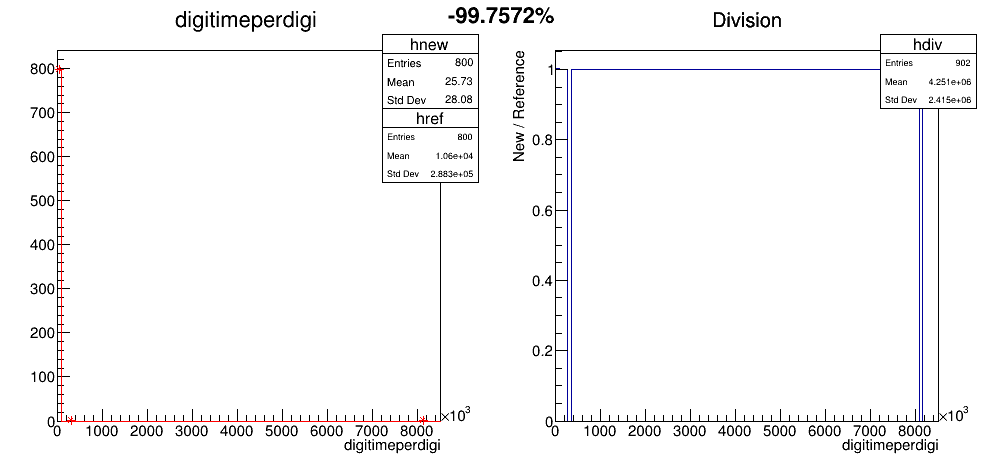 digitimeperdigi
-99.7572%
Division
hnew
Entries 800
Mean 25.73
Std Dev 28.08
href
Entries 800
Mean 1.06e+04
Std Dev 2.883e+05
800
700
600
500
400
300
200
100
0
0 1000 2000 3000 4000 5000 6000 7000 8000
×10³
digitimeperdigi
hdiv
Entries 902
Mean 4.251e+06
Std Dev 2.415e+06
New / Reference
1
0.8
0.6
0.4
0.2
0
0 1000 2000 3000 4000 5000 6000 7000 8000
×10³
digitimeperdigi